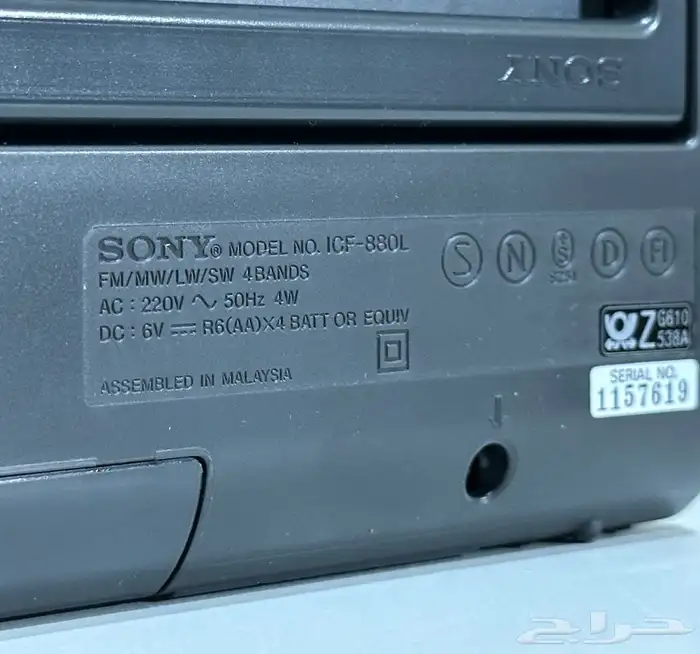 SONY
SONY® MODEL NO. ICF-880L
FM/MW/LW/SW 4BANDS
AC : 220V ∿ 50Hz 4W
DC : 6V ⎓ R6(AA)X4 BATT OR EQUIV
ASSEMBLED IN MALAYSIA
S N S D FI
Z G610
538A
SERIAL NO.
1157619
حراج